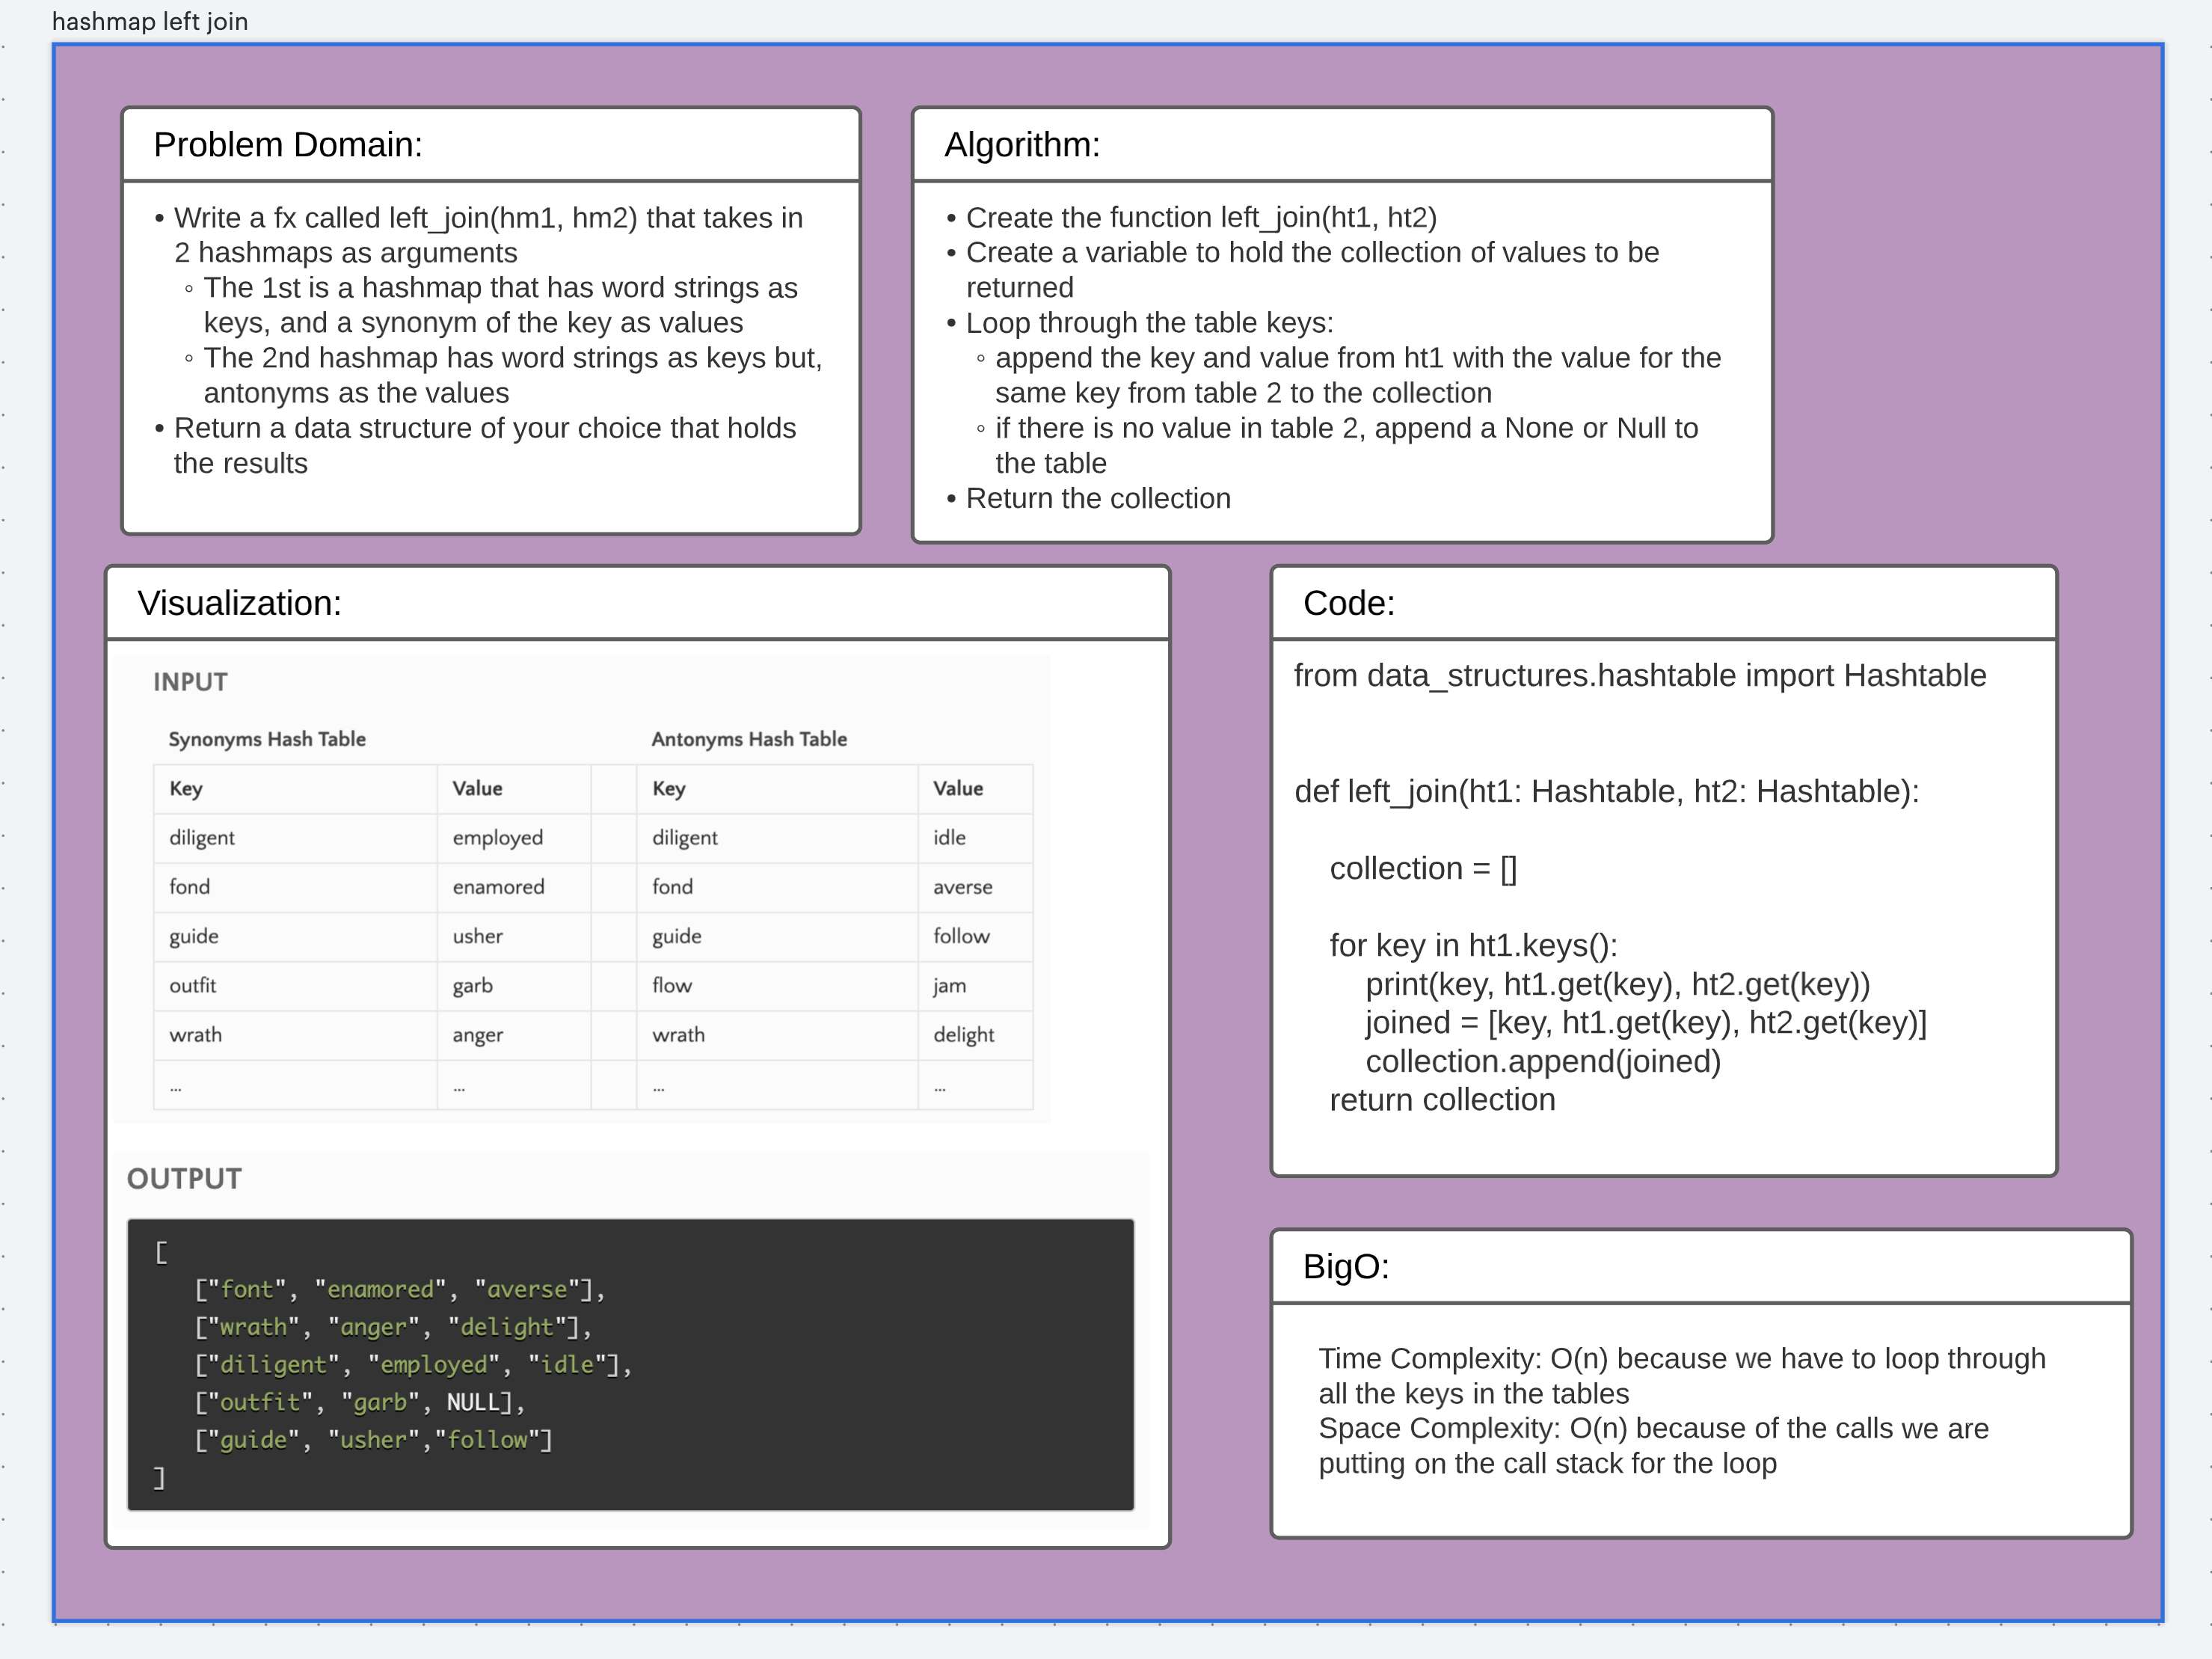 hashmap left join
Problem Domain:
• Write a fx called left_join(hm1, hm2) that takes in
2 hashmaps as arguments
◦ The 1st is a hashmap that has word strings as
keys, and a synonym of the key as values
◦ The 2nd hashmap has word strings as keys but,
antonyms as the values
• Return a data structure of your choice that holds
the results
Algorithm:
• Create the function left_join(ht1, ht2)
• Create a variable to hold the collection of values to be
returned
• Loop through the table keys:
◦ append the key and value from ht1 with the value for the
same key from table 2 to the collection
◦ if there is no value in table 2, append a None or Null to
the table
• Return the collection
Visualization:
INPUT
Synonyms Hash Table Antonyms Hash Table
Key Value Key Value
diligent employed diligent idle
fond enamored fond averse
guide usher guide follow
outfit garb flow jam
wrath anger wrath delight
... ... ... ...
OUTPUT
[
["font", "enamored", "averse"],
["wrath", "anger", "delight"],
["diligent", "employed", "idle"],
["outfit", "garb", NULL],
["guide", "usher","follow"]
]
Code:
from data_structures.hashtable import Hashtable
def left_join(ht1: Hashtable, ht2: Hashtable):
collection = []
for key in ht1.keys():
print(key, ht1.get(key), ht2.get(key))
joined = [key, ht1.get(key), ht2.get(key)]
collection.append(joined)
return collection
BigO:
Time Complexity: O(n) because we have to loop through
all the keys in the tables
Space Complexity: O(n) because of the calls we are
putting on the call stack for the loop